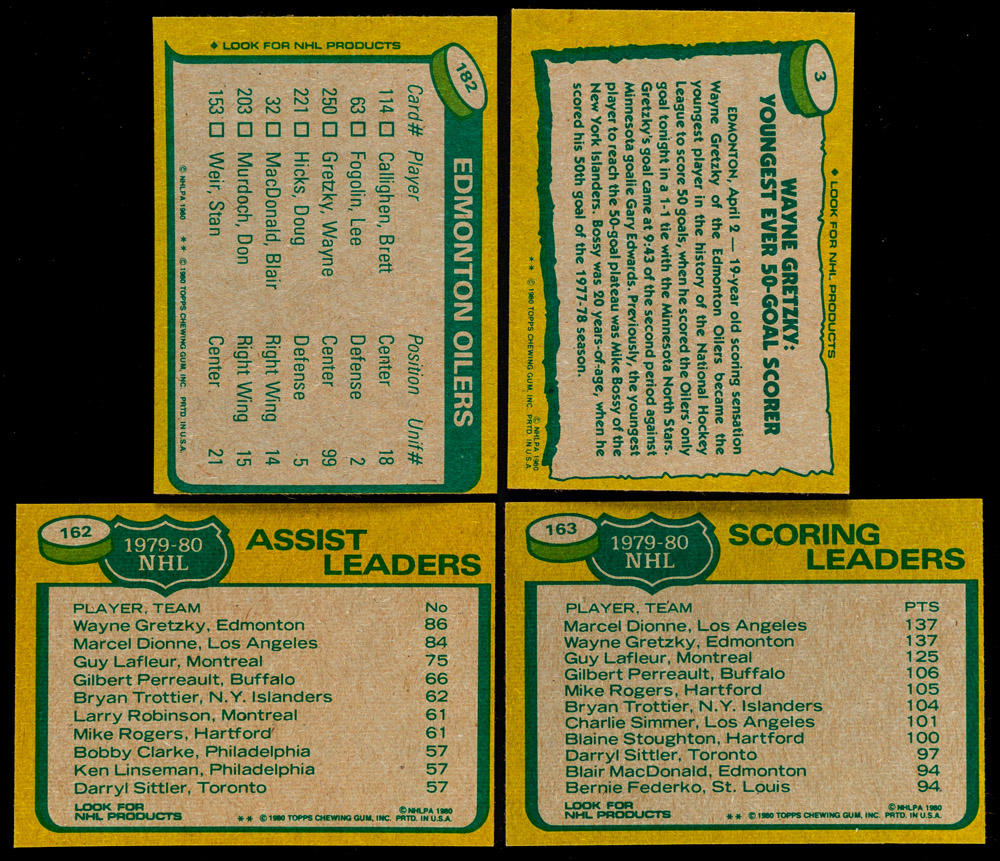 ◆ LOOK FOR NHL PRODUCTS
182
EDMONTON OILERS
Card# Player Position Unif#
114 □ Callighen, Brett Center 18
63 □ Fogolin, Lee Defense 2
250 □ Gretzky, Wayne Center 99
221 □ Hicks, Doug Defense 5
32 □ MacDonald, Blair Right Wing 14
203 □ Murdoch, Don Right Wing 15
153 □ Weir, Stan Center 21
© NHLPA 1980 ** © 1980 TOPPS CHEWING GUM, INC. PRTD. IN U.S.A.
3
◆ LOOK FOR NHL PRODUCTS
WAYNE GRETZKY:
YOUNGEST EVER 50-GOAL SCORER
EDMONTON, April 2 — 19-year old scoring sensation
Wayne Gretzky of the Edmonton Oilers became the
youngest player in the history of the National Hockey
League to score 50 goals, when he scored the Oilers' only
goal tonight in a 1-1 tie with the Minnesota North Stars.
Gretzky's goal came at 9:43 of the second period against
Minnesota goalie Gary Edwards. Previously, the youngest
player to reach the 50-goal plateau was Mike Bossy of the
New York Islanders. Bossy was 20 years-of-age, when he
scored his 50th goal of the 1977-78 season.
© NHLPA 1980
** © 1980 TOPPS CHEWING GUM, INC. PRTD. IN U.S.A.
162
1979-80
NHL
ASSIST
LEADERS
PLAYER, TEAM No
Wayne Gretzky, Edmonton 86
Marcel Dionne, Los Angeles 84
Guy Lafleur, Montreal 75
Gilbert Perreault, Buffalo 66
Bryan Trottier, N.Y. Islanders 62
Larry Robinson, Montreal 61
Mike Rogers, Hartford 61
Bobby Clarke, Philadelphia 57
Ken Linseman, Philadelphia 57
Darryl Sittler, Toronto 57
LOOK FOR
NHL PRODUCTS
© NHLPA 1980
** © 1980 TOPPS CHEWING GUM, INC. PRTD. IN U.S.A.
163
1979-80
NHL
SCORING
LEADERS
PLAYER, TEAM PTS
Marcel Dionne, Los Angeles 137
Wayne Gretzky, Edmonton 137
Guy Lafleur, Montreal 125
Gilbert Perreault, Buffalo 106
Mike Rogers, Hartford 105
Bryan Trottier, N.Y. Islanders 104
Charlie Simmer, Los Angeles 101
Blaine Stoughton, Hartford 100
Darryl Sittler, Toronto 97
Blair MacDonald, Edmonton 94
Bernie Federko, St. Louis 94
LOOK FOR
NHL PRODUCTS
© NHLPA 1980
** © 1980 TOPPS CHEWING GUM, INC. PRTD. IN U.S.A.